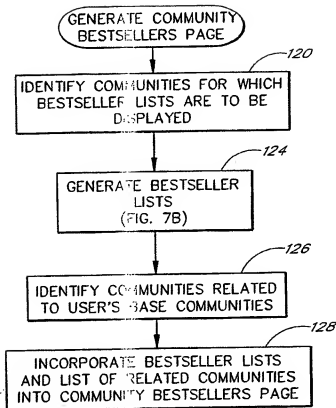 GENERATE COMMUNITY
BESTSELLERS PAGE
120
IDENTIFY COMMUNITIES FOR WHICH
BESTSELLER LISTS ARE TO BE
DISPLAYED
124
GENERATE BESTSELLER
LISTS
(FIG. 7B)
126
IDENTIFY COMMUNITIES RELATED
TO USER'S BASE COMMUNITIES
128
INCORPORATE BESTSELLER LISTS
AND LIST OF RELATED COMMUNITIES
INTO COMMUNITY BESTSELLERS PAGE